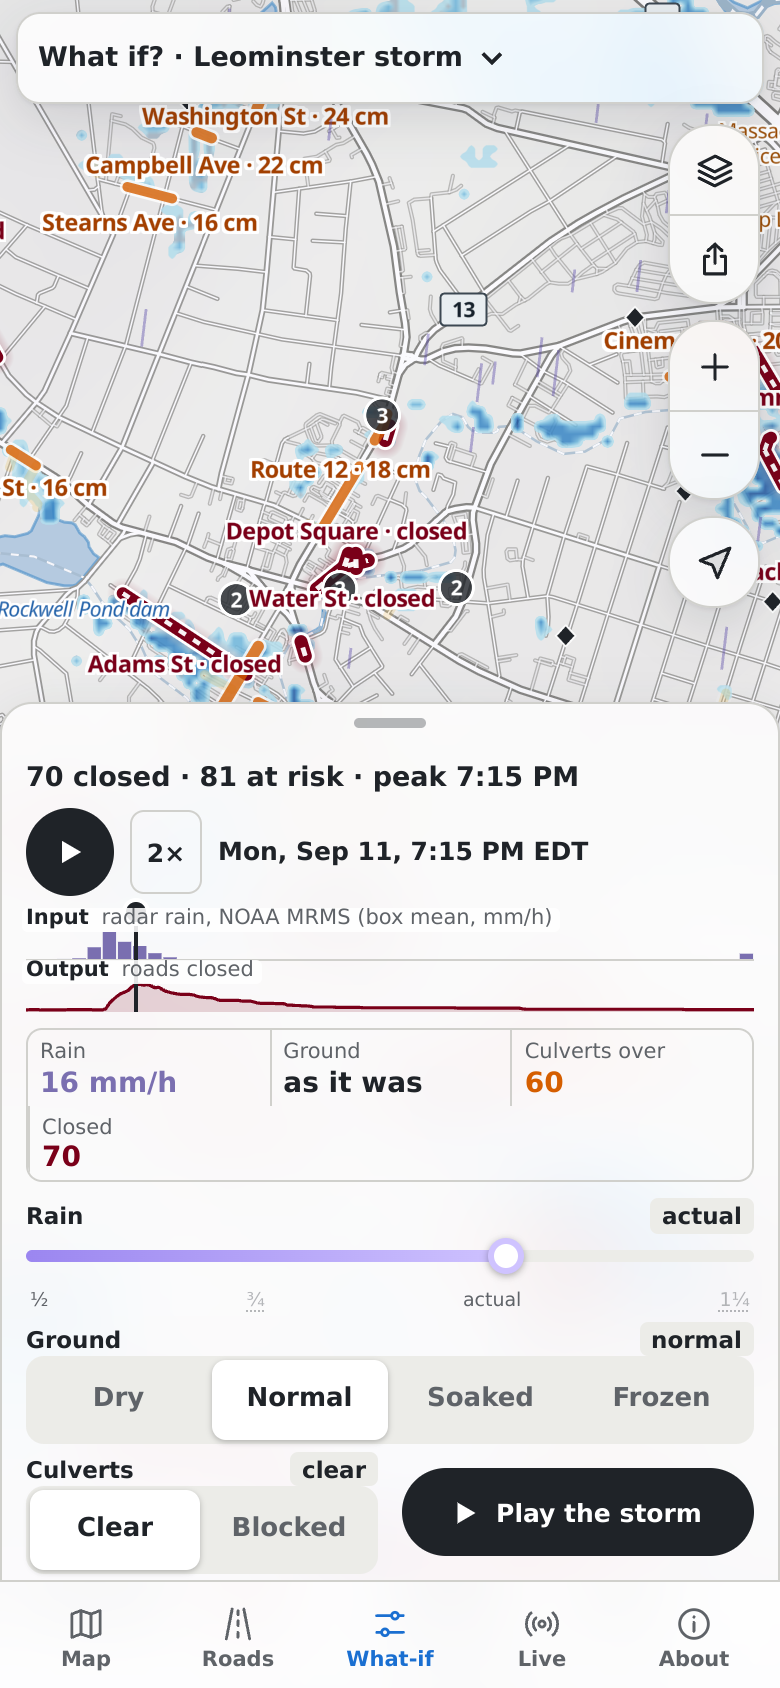 What if? · Leominster storm
Washington St · 24 cm
Campbell Ave · 22 cm
Stearns Ave · 16 cm
13
Cinem
3
Route 12 · 18 cm
St · 16 cm
Depot Square · closed
2
Water St · closed
2
Rockwell Pond dam
Adams St · closed
70 closed · 81 at risk · peak 7:15 PM
2×
Mon, Sep 11, 7:15 PM EDT
Input radar rain, NOAA MRMS (box mean, mm/h)
Output roads closed
Rain
16 mm/h
Ground
as it was
Culverts over
60
Closed
70
Rain
actual
½
¾
actual
1¼
Ground
normal
Dry
Normal
Soaked
Frozen
Culverts
clear
Clear
Blocked
Play the storm
Map
Roads
What-if
Live
About